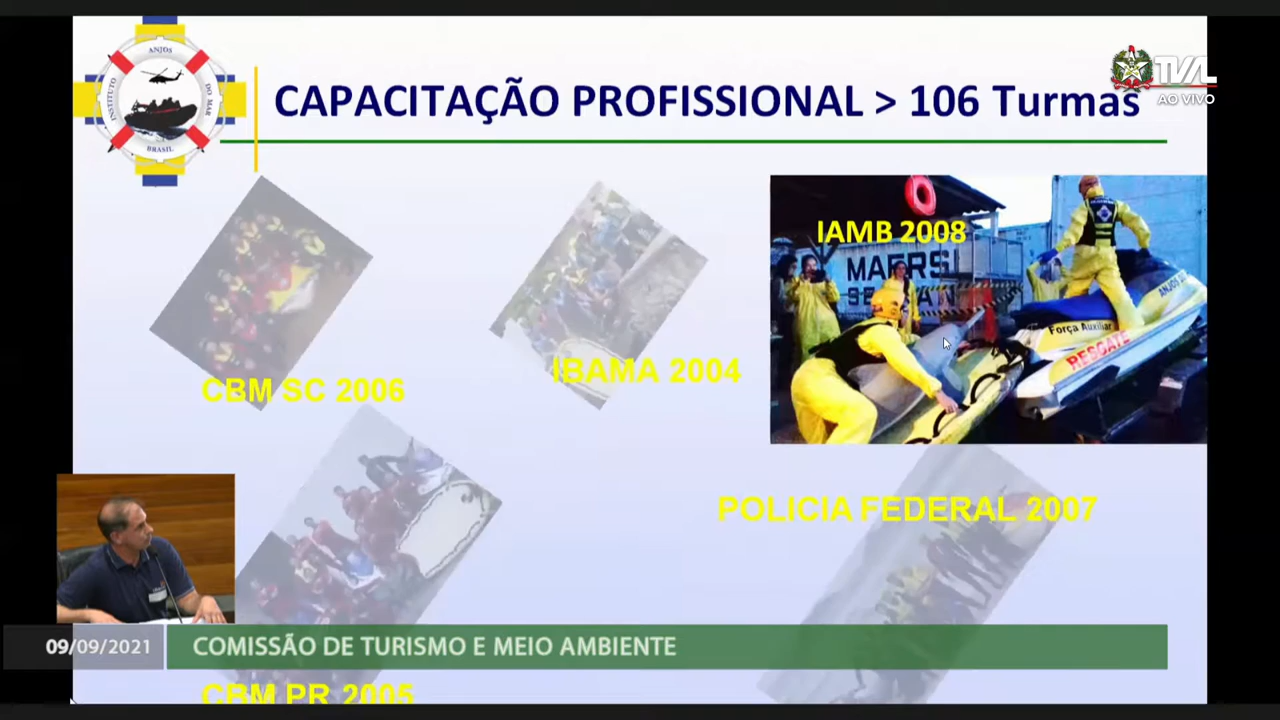 ANJOS
INSTITUTO
DO MAR
BRASIL
CAPACITAÇÃO PROFISSIONAL > 106 Turmas
TVAL
AO VIVO
IAMB 2008
MAERSK
Força Auxiliar
RESGATE
CBM SC 2006
IBAMA 2004
POLICIA FEDERAL 2007
09/09/2021
COMISSÃO DE TURISMO E MEIO AMBIENTE
CBM PR 2005